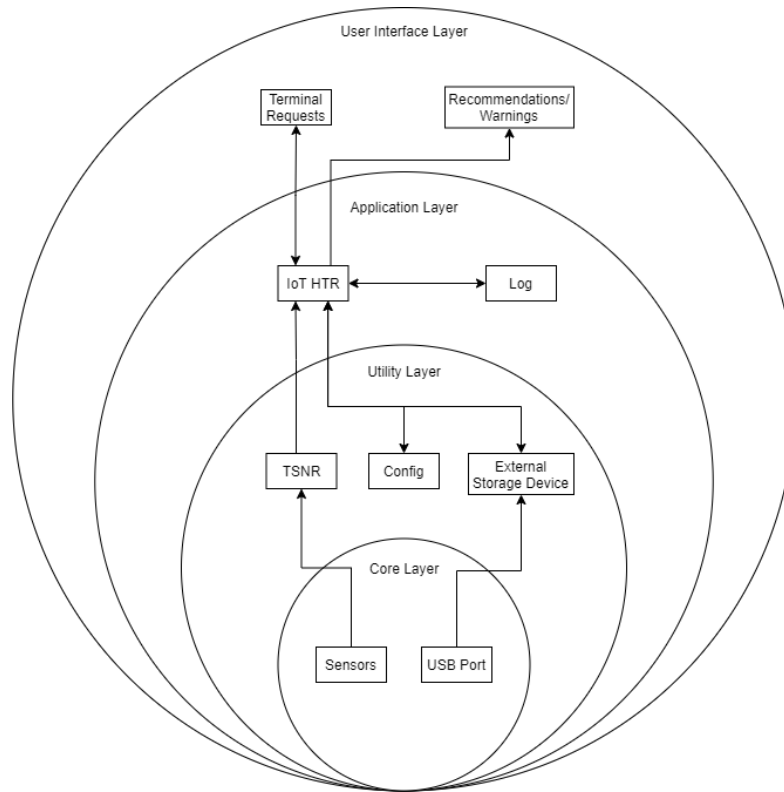 User Interface Layer
Terminal
Requests
Recommendations/
Warnings
Application Layer
IoT HTR
Log
Utility Layer
TSNR
Config
External
Storage Device
Core Layer
Sensors
USB Port